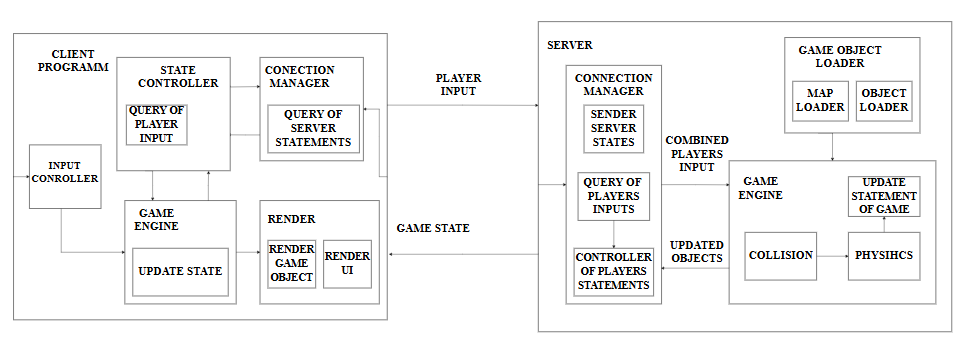 CLIENT
PROGRAMM
STATE
CONTROLLER
QUERY OF
PLAYER
INPUT
CONECTION
MANAGER
QUERY OF
SERVER
STATEMENTS
INPUT
CONROLLER
GAME
ENGINE
UPDATE STATE
RENDER
RENDER
GAME
OBJECT
RENDER
UI
PLAYER
INPUT
GAME STATE
SERVER
CONNECTION
MANAGER
SENDER
SERVER
STATES
QUERY OF
PLAYERS
INPUTS
CONTROLLER
OF PLAYERS
STATEMENTS
COMBINED
PLAYERS
INPUT
UPDATED
OBJECTS
GAME OBJECT
LOADER
MAP
LOADER
OBJECT
LOADER
GAME
ENGINE
UPDATE
STATEMENT
OF GAME
COLLISION
PHYSIHCS